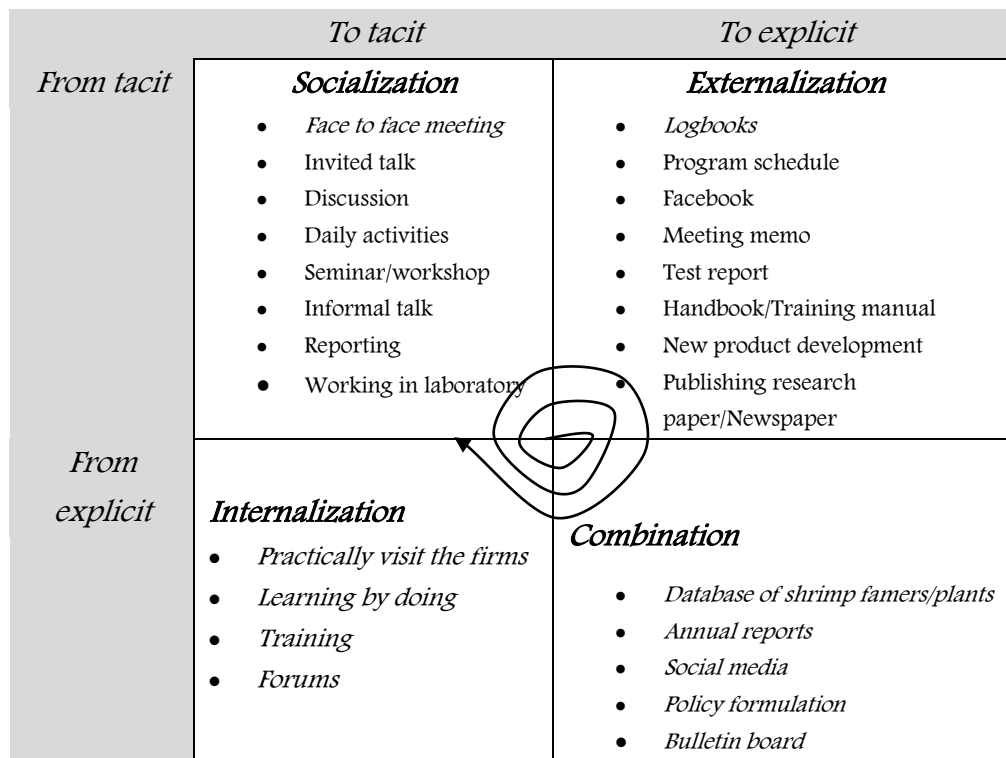 To tacit
To explicit
From tacit
Socialization
• Face to face meeting
• Invited talk
• Discussion
• Daily activities
• Seminar/workshop
• Informal talk
• Reporting
• Working in laboratory
Externalization
• Logbooks
• Program schedule
• Facebook
• Meeting memo
• Test report
• Handbook/Training manual
• New product development
• Publishing research
paper/Newspaper
From
explicit
Internalization
• Practically visit the firms
• Learning by doing
• Training
• Forums
Combination
• Database of shrimp famers/plants
• Annual reports
• Social media
• Policy formulation
• Bulletin board